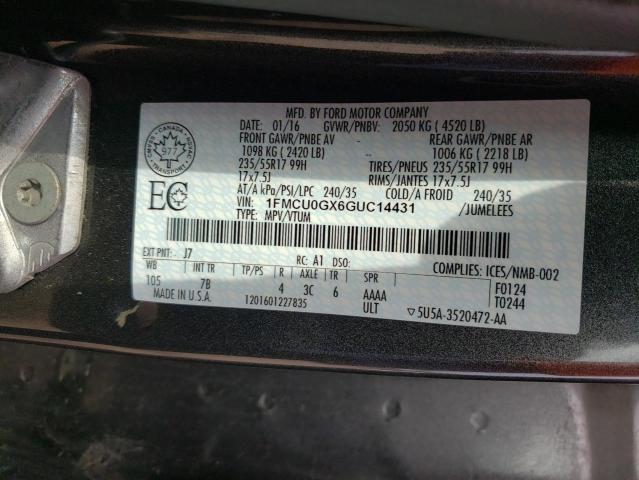 MFD. BY FORD MOTOR COMPANY
DATE: 01/16 GVWR/PNBV: 2050 KG ( 4520 LB)
FRONT GAWR/PNBE AV REAR GAWR/PNBE AR
1098 KG ( 2420 LB) -- 1006 KG ( 2218 LB)
235/55R17 99H TIRES/PNEUS 235/55R17 99H
17x7.5J RIMS/JANTES 17x7.5J
AT/A kPa/PSI/LPC 240/35 COLD/A FROID 240/35
VIN: 1FMCU0GX6GUC14431 /JUMELEES
TYPE: MPV/VTUM
CANADA
977
TRANSPORT
EC
EXT PNT: J7 RC: A1 DSO: COMPLIES: ICES/NMB-002
WB INT TR TP/PS R AXLE TR SPR F0124
105 7B 4 3C 6 AAAA T0244
MADE IN U.S.A. 1201601227835 ULT ▽5U5A-3520472-AA